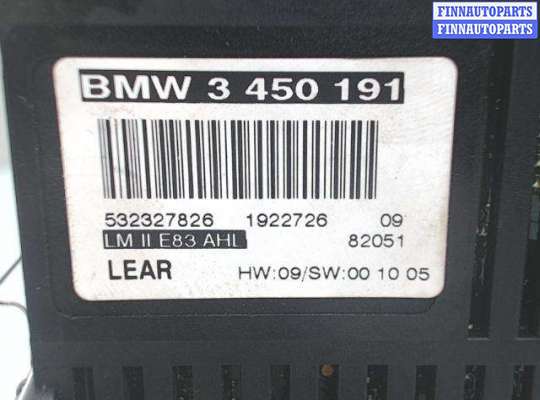 FINNAUTOPARTS
FINNAUTOPARTS
BMW 3 450 191
532327826 1922726 09
LM II E83 AHL 82051
LEAR HW:09/SW:00 10 05